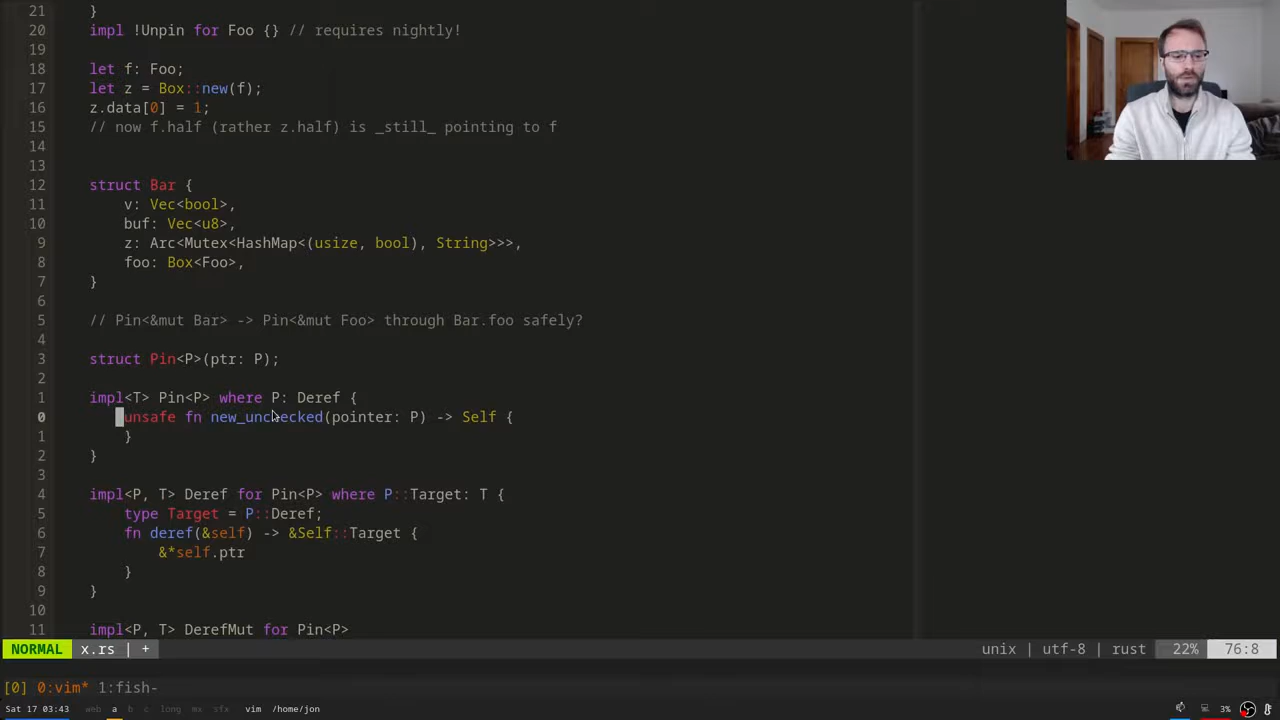 21 }
20 impl !Unpin for Foo {} // requires nightly!
19
18 let f: Foo;
17 let z = Box::new(f);
16 z.data[0] = 1;
15 // now f.half (rather z.half) is _still_ pointing to f
14
13
12 struct Bar {
11 v: Vec<bool>,
10 buf: Vec<u8>,
9 z: Arc<Mutex<HashMap<(usize, bool), String>>>,
8 foo: Box<Foo>,
7 }
6
5 // Pin<&mut Bar> -> Pin<&mut Foo> through Bar.foo safely?
4
3 struct Pin<P>(ptr: P);
2
1 impl<T> Pin<P> where P: Deref {
0 unsafe fn new_unchecked(pointer: P) -> Self {
1 }
2 }
3
4 impl<P, T> Deref for Pin<P> where P::Target: T {
5 type Target = P::Deref;
6 fn deref(&self) -> &Self::Target {
7 &*self.ptr
8 }
9 }
10
11 impl<P, T> DerefMut for Pin<P>
NORMAL x.rs | + unix | utf-8 | rust 22% 76:8
[0] 0:vim* 1:fish-
Sat 17 03:43 web a b c long mx sfx vim /home/jon 3%